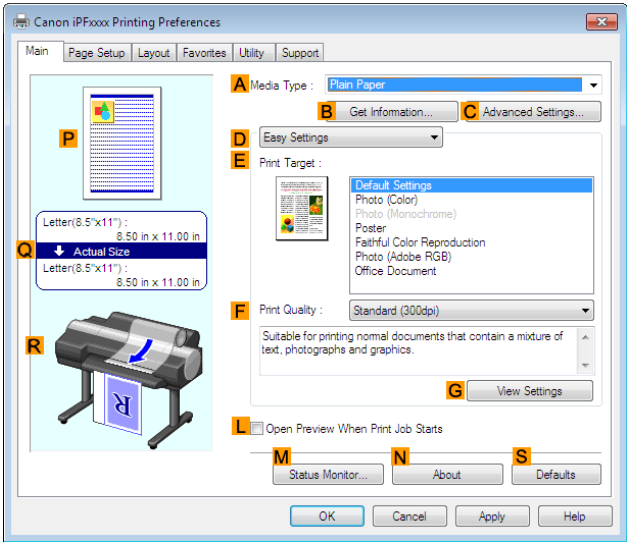 Canon iPFxxxx Printing Preferences
Main Page Setup Layout Favorites Utility Support
A Media Type : Plain Paper
B Get Information... C Advanced Settings...
D Easy Settings
E Print Target :
Default Settings
Photo (Color)
Photo (Monochrome)
Poster
Faithful Color Reproduction
Photo (Adobe RGB)
Office Document
F Print Quality : Standard (300dpi)
Suitable for printing normal documents that contain a mixture of
text, photographs and graphics.
G View Settings
L Open Preview When Print Job Starts
M Status Monitor... N About S Defaults
P
Letter(8.5"x11") :
8.50 in x 11.00 in
Q Actual Size
Letter(8.5"x11") :
8.50 in x 11.00 in
R
R
OK Cancel Apply Help